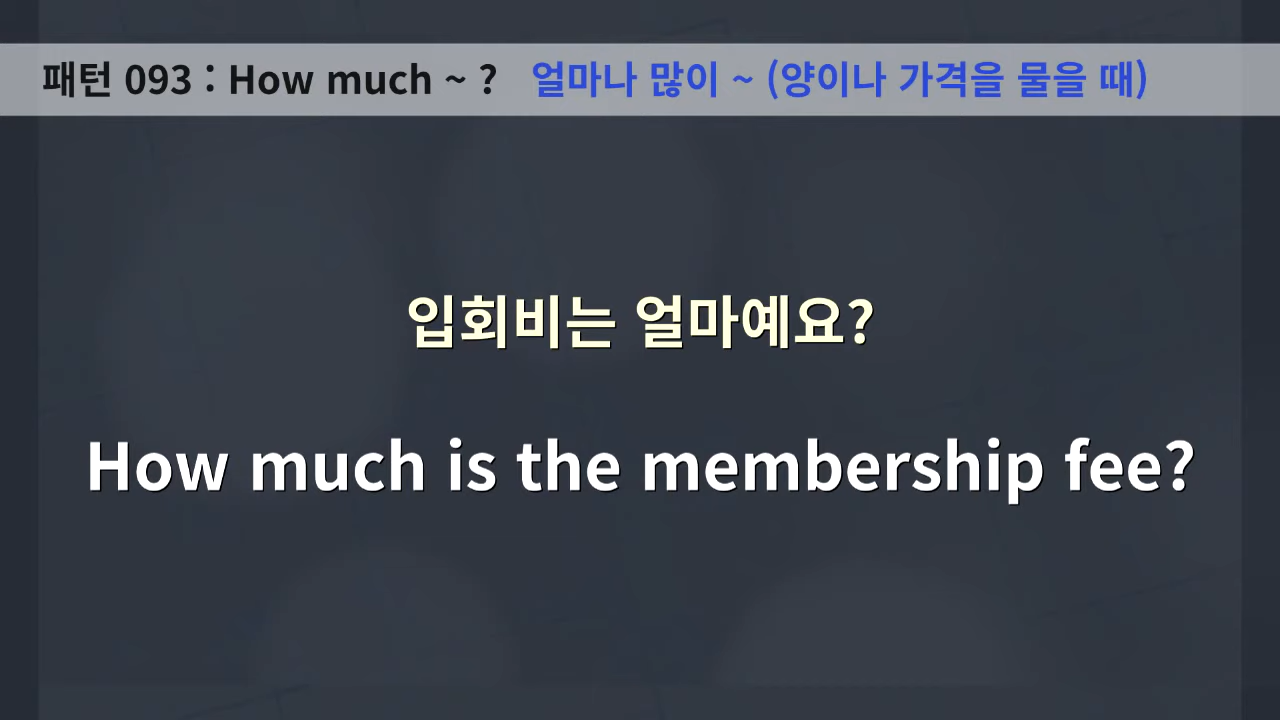 패턴 093 : How much ~ ? 얼마나 많이 ~ (양이나 가격을 물을 때)
입회비는 얼마예요?
How much is the membership fee?